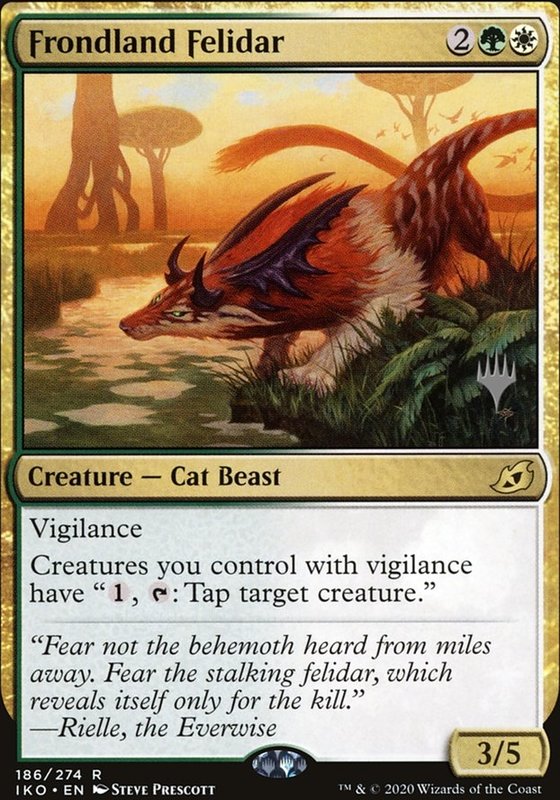 Frondland Felidar 2
Creature — Cat Beast
Vigilance
Creatures you control with vigilance
have “1, : Tap target creature.”
“Fear not the behemoth heard from miles
away. Fear the stalking felidar, which
reveals itself only for the kill.”
—Rielle, the Everwise
3/5
186/274 R
IKO • EN Steve Prescott
™ & © 2020 Wizards of the Coast